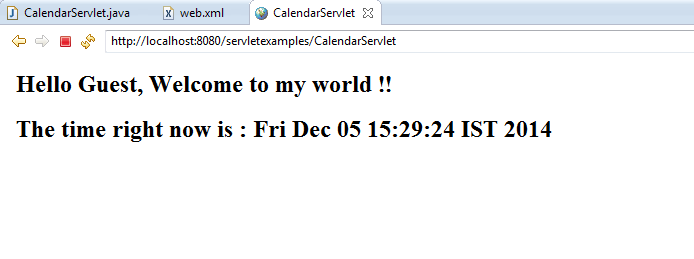 CalendarServlet.java
web.xml
CalendarServlet
http://localhost:8080/servletexamples/CalendarServlet
Hello Guest, Welcome to my world !!
The time right now is : Fri Dec 05 15:29:24 IST 2014